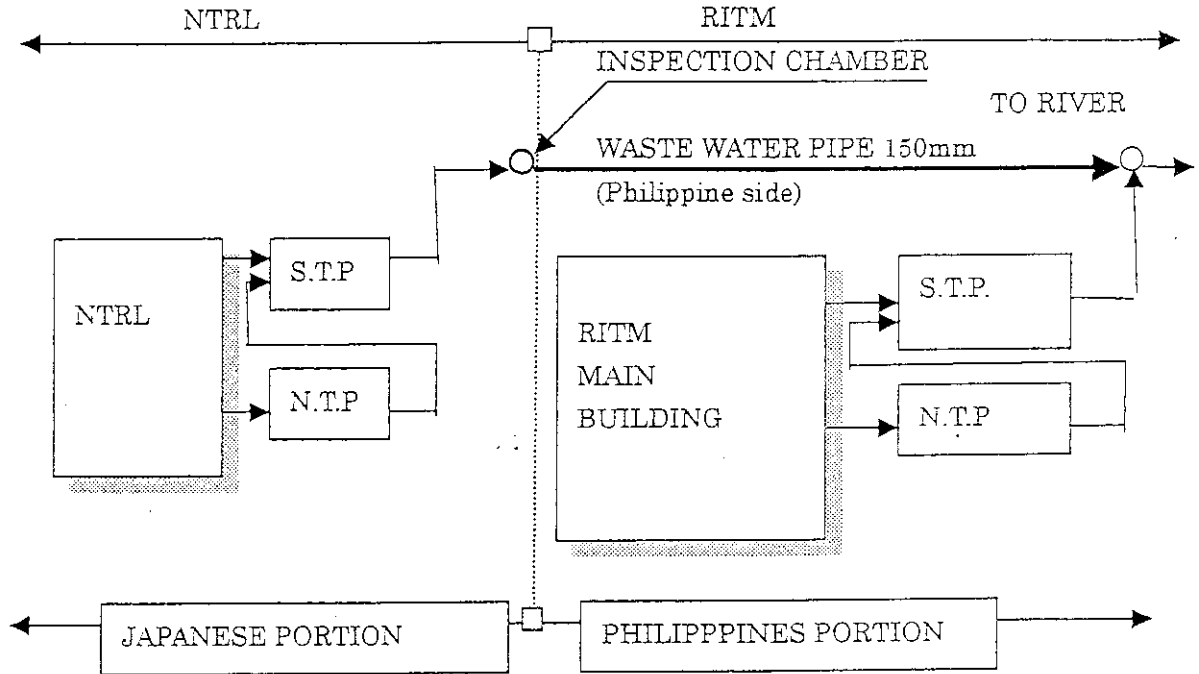 NTRL
RITM
INSPECTION CHAMBER
TO RIVER
WASTE WATER PIPE 150mm
(Philippine side)
NTRL
S.T.P
N.T.P
RITM
MAIN
BUILDING
S.T.P.
N.T.P
JAPANESE PORTION
PHILIPPPINES PORTION